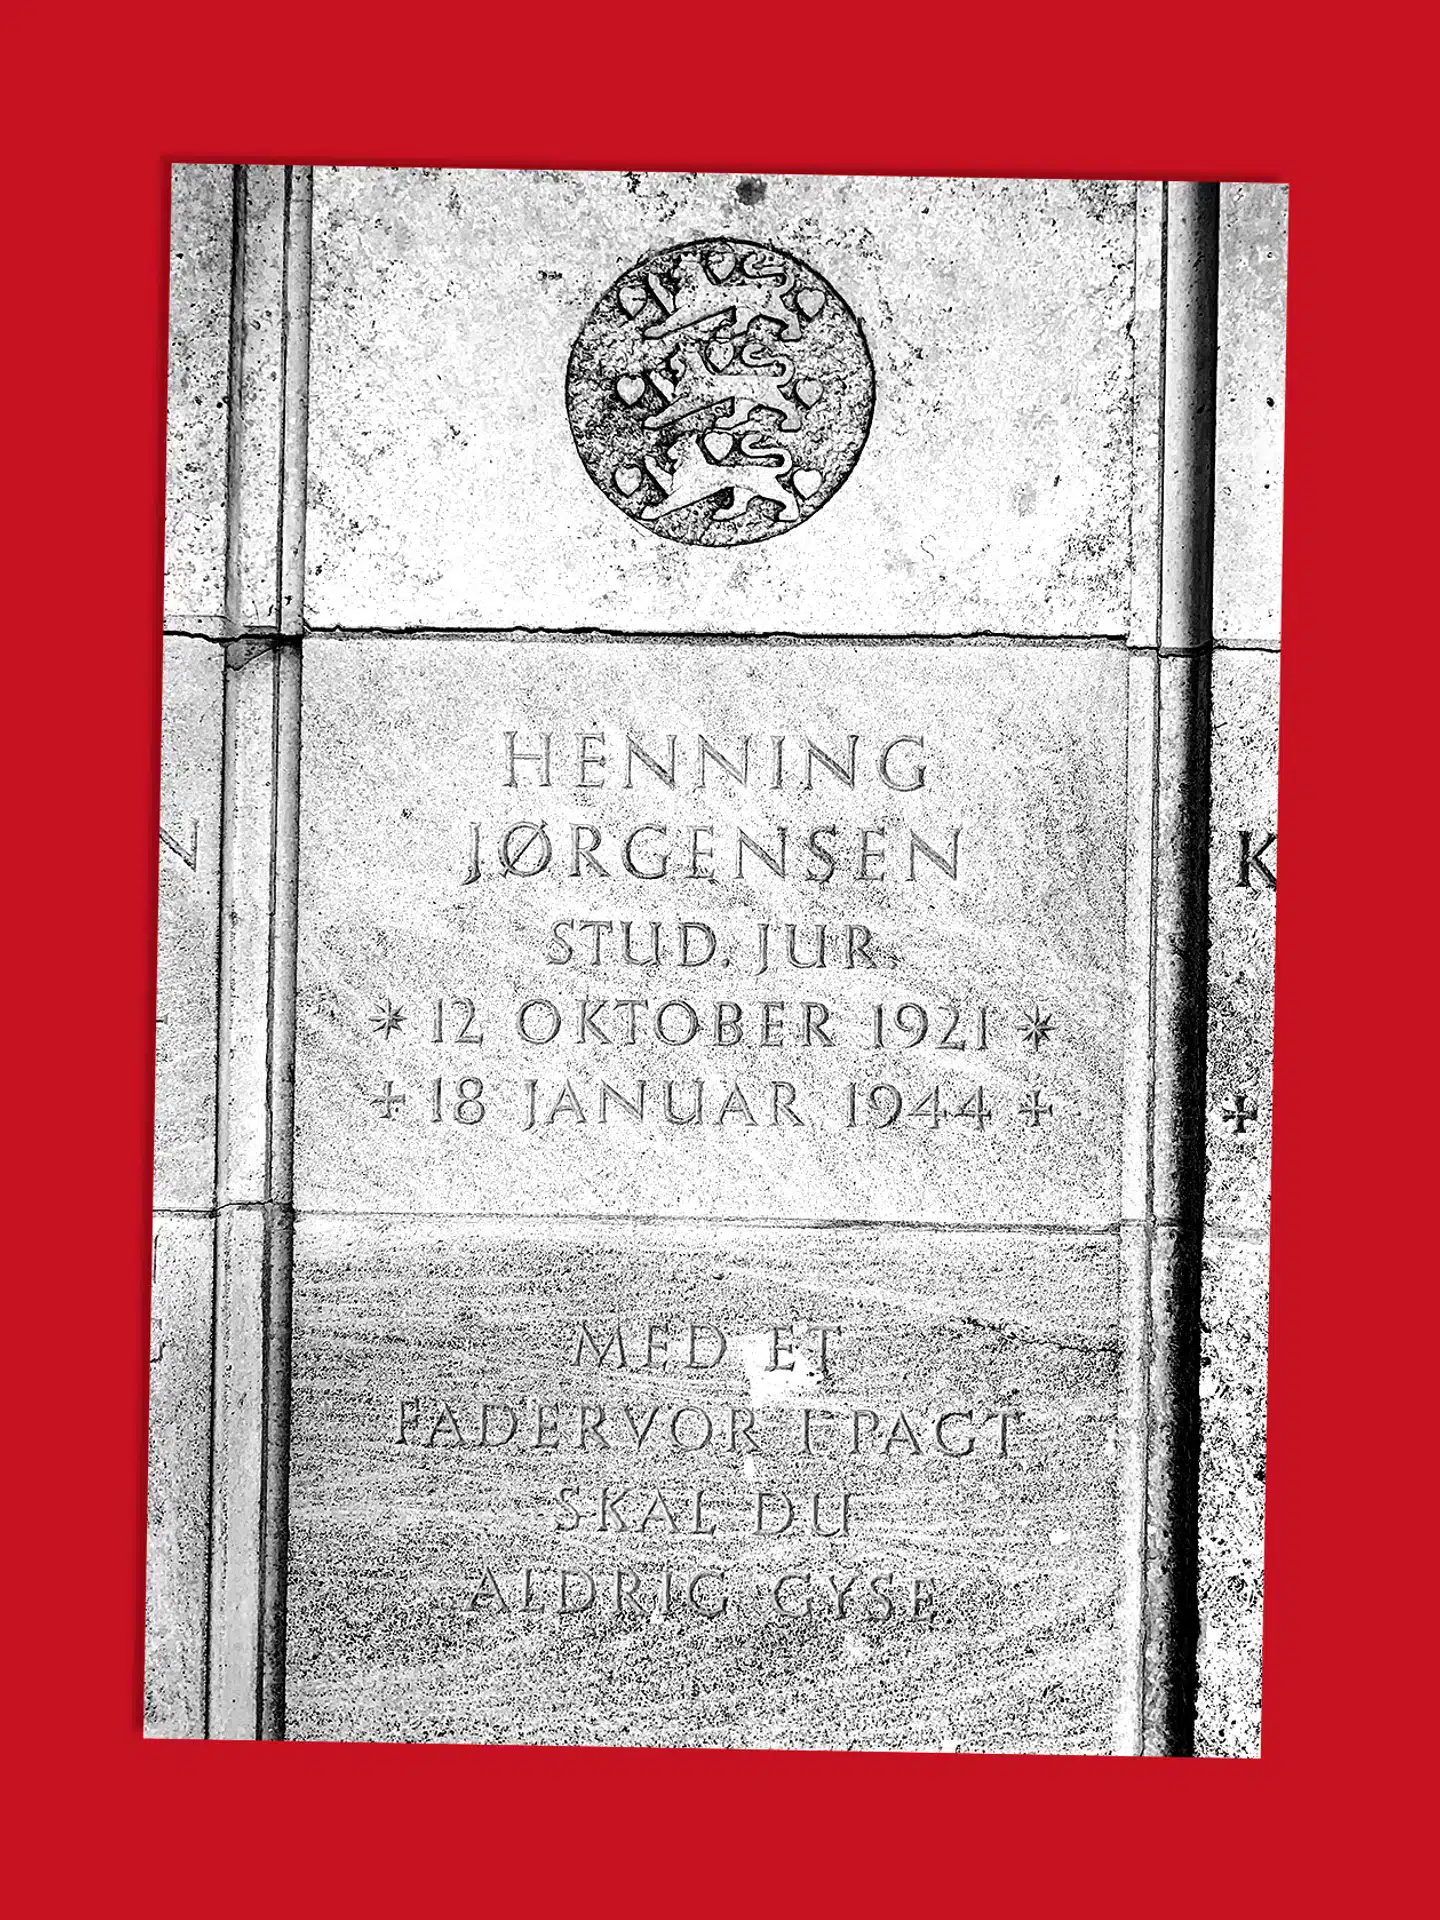 HENNING
JØRGENSEN
STUD. JUR.
* 12 OKTOBER 1921 *
+ 18 JANUAR 1944 +
MED ET
FADERVOR I PAGT
SKAL DU
ALDRIG GYSE